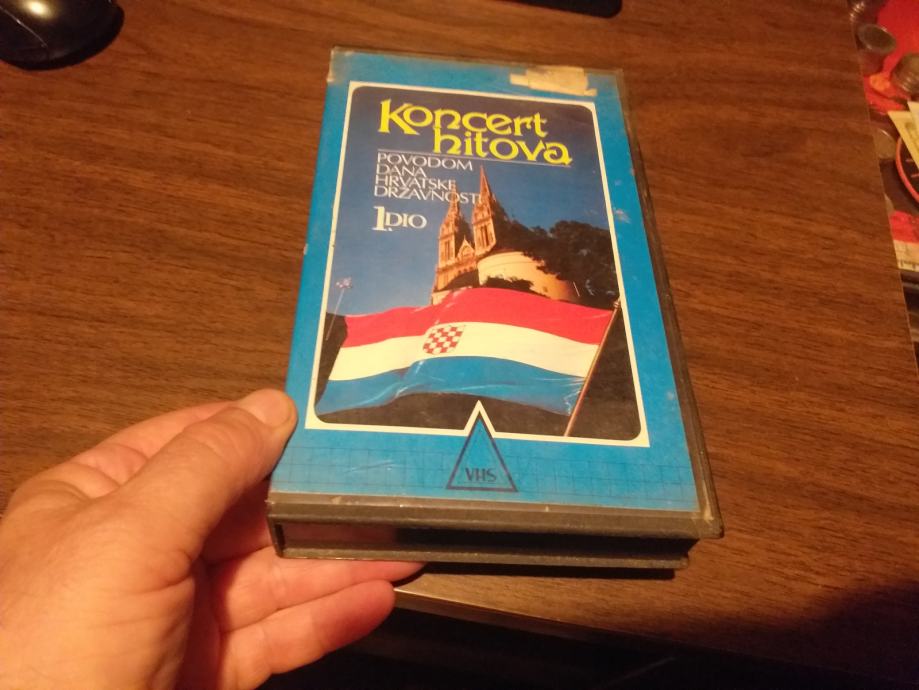 Koncert
hitova
POVODOM
DANA
HRVATSKE
DRŽAVNOSTI
1. DIO
VHS